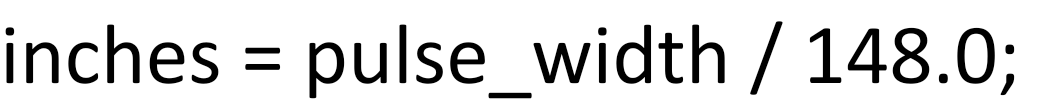 inches = pulse_width / 148.0;